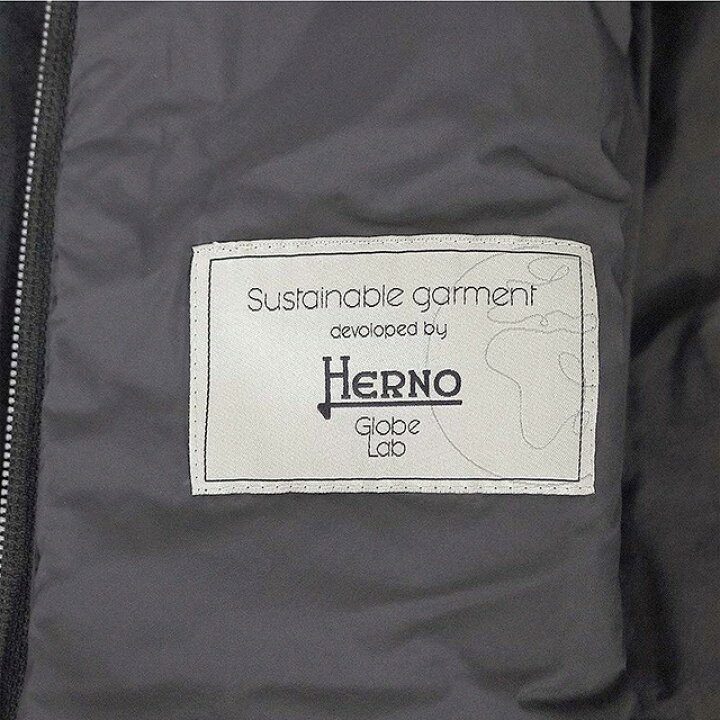 Sustainable garment
devoloped by
HERNO
Globe
Lab